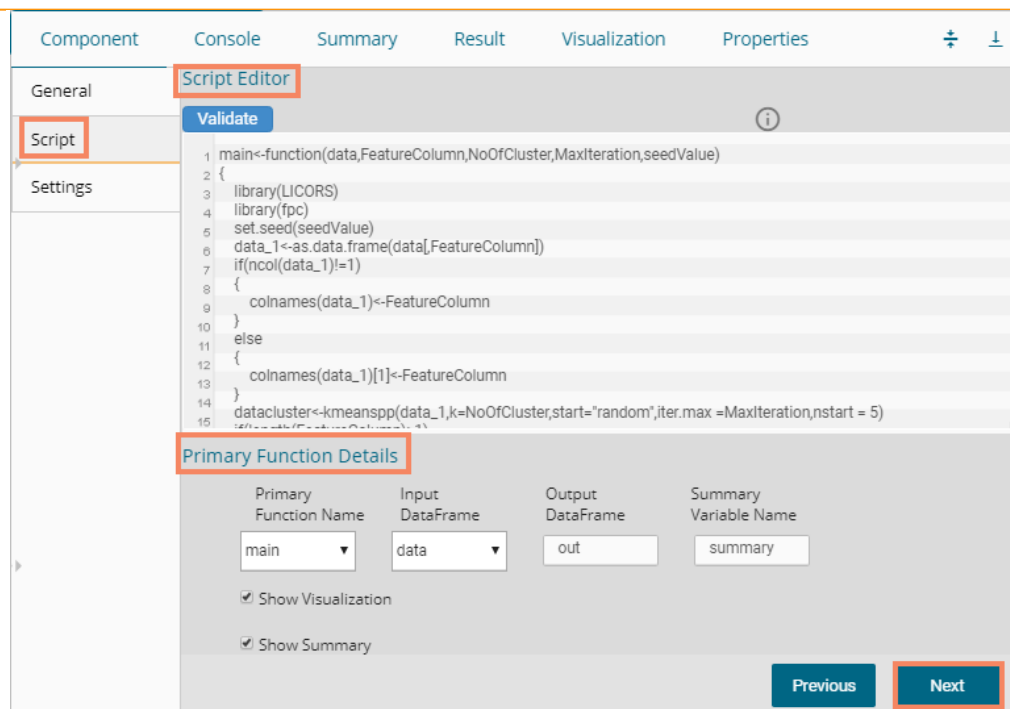 Component Console Summary Result Visualization Properties
General
Script
Settings
Script Editor
Validate
1 main<-function(data,FeatureColumn,NoOfCluster,MaxIteration,seedValue)
2 {
3 library(LICORS)
4 library(fpc)
5 set.seed(seedValue)
6 data_1<-as.data.frame(data[,FeatureColumn])
7 if(ncol(data_1)!=1)
8 {
9 colnames(data_1)<-FeatureColumn
10 }
11 else
12 {
13 colnames(data_1)[1]<-FeatureColumn
14 }
15 datacluster<-kmeanspp(data_1,k=NoOfCluster,start="random",iter.max =MaxIteration,nstart = 5)
Primary Function Details
Primary Function Name
Input DataFrame
Output DataFrame
Summary Variable Name
main data out summary
Show Visualization
Show Summary
Previous Next